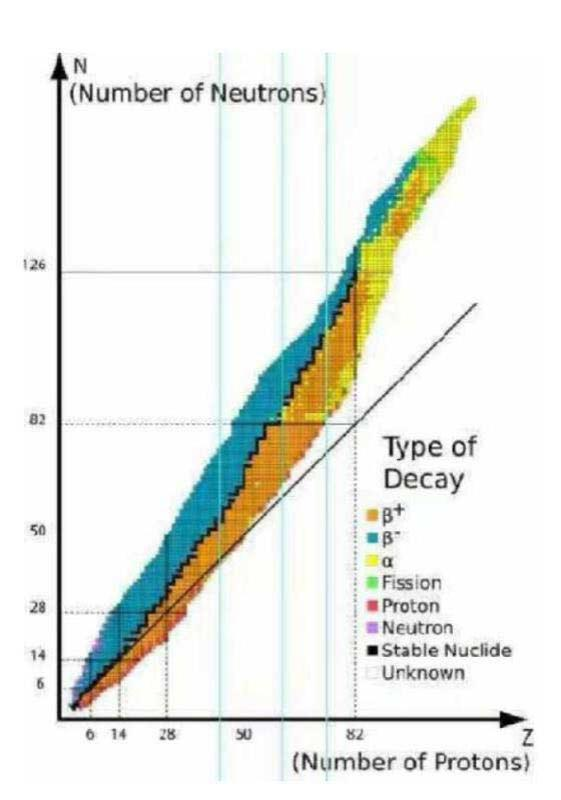 N
(Number of Neutrons)
126
82
50
28
14
6
Type of
Decay
β+
β-
α
Fission
Proton
Neutron
Stable Nuclide
Unknown
6 14 28 50 82 Z
(Number of Protons)